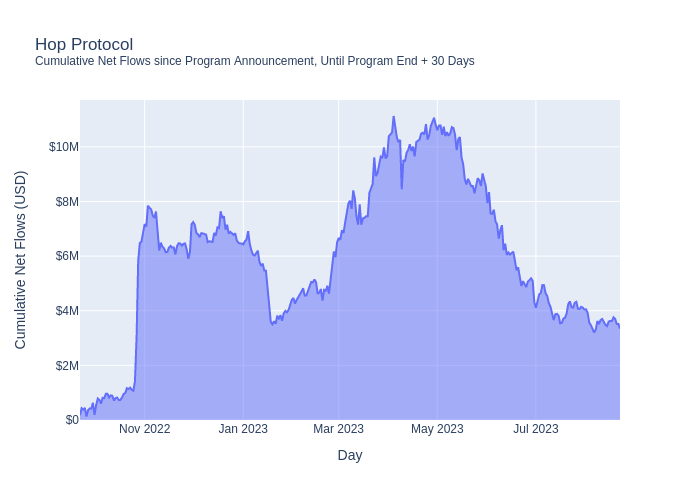 Hop Protocol
Cumulative Net Flows since Program Announcement, Until Program End + 30 Days
Cumulative Net Flows (USD)
$10M
$8M
$6M
$4M
$2M
$0
Nov 2022 Jan 2023 Mar 2023 May 2023 Jul 2023
Day